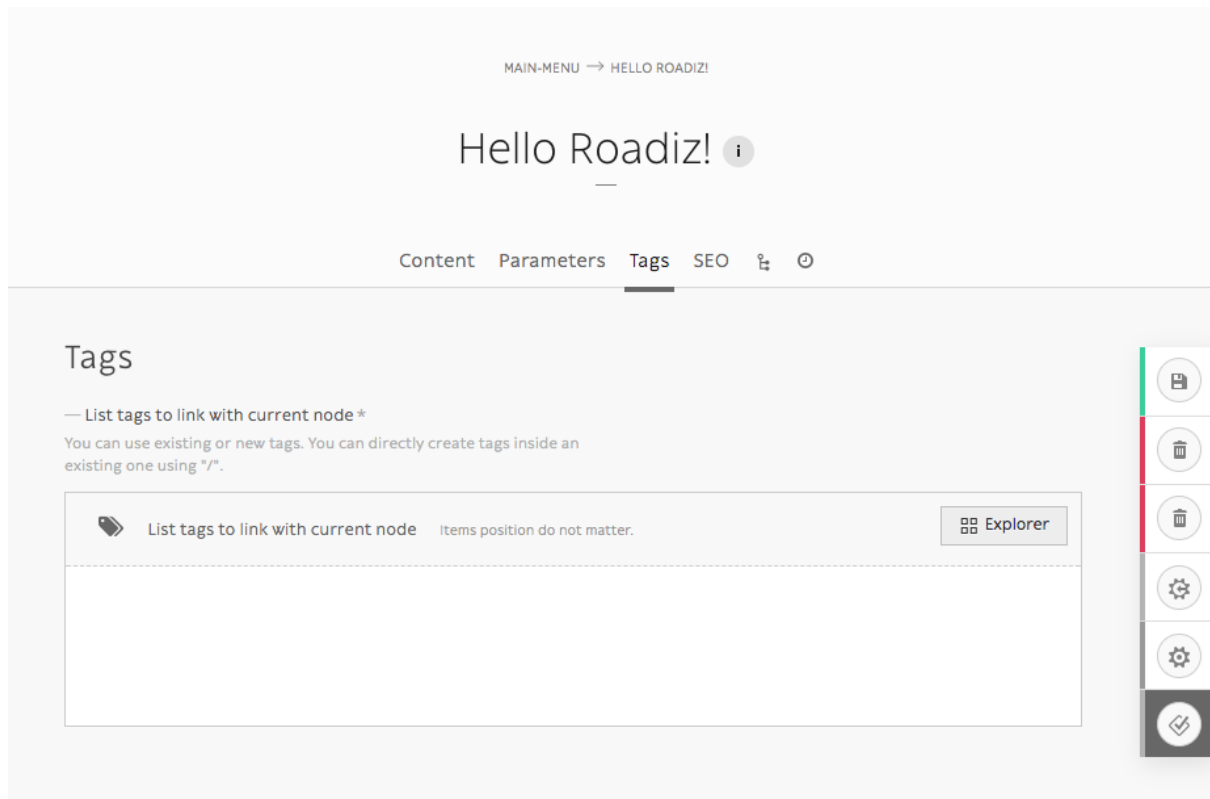 MAIN-MENU → HELLO ROADIZ!
Hello Roadiz! i
Content Parameters Tags SEO
Tags
— List tags to link with current node *
You can use existing or new tags. You can directly create tags inside an
existing one using "/".
List tags to link with current node Items position do not matter. Explorer